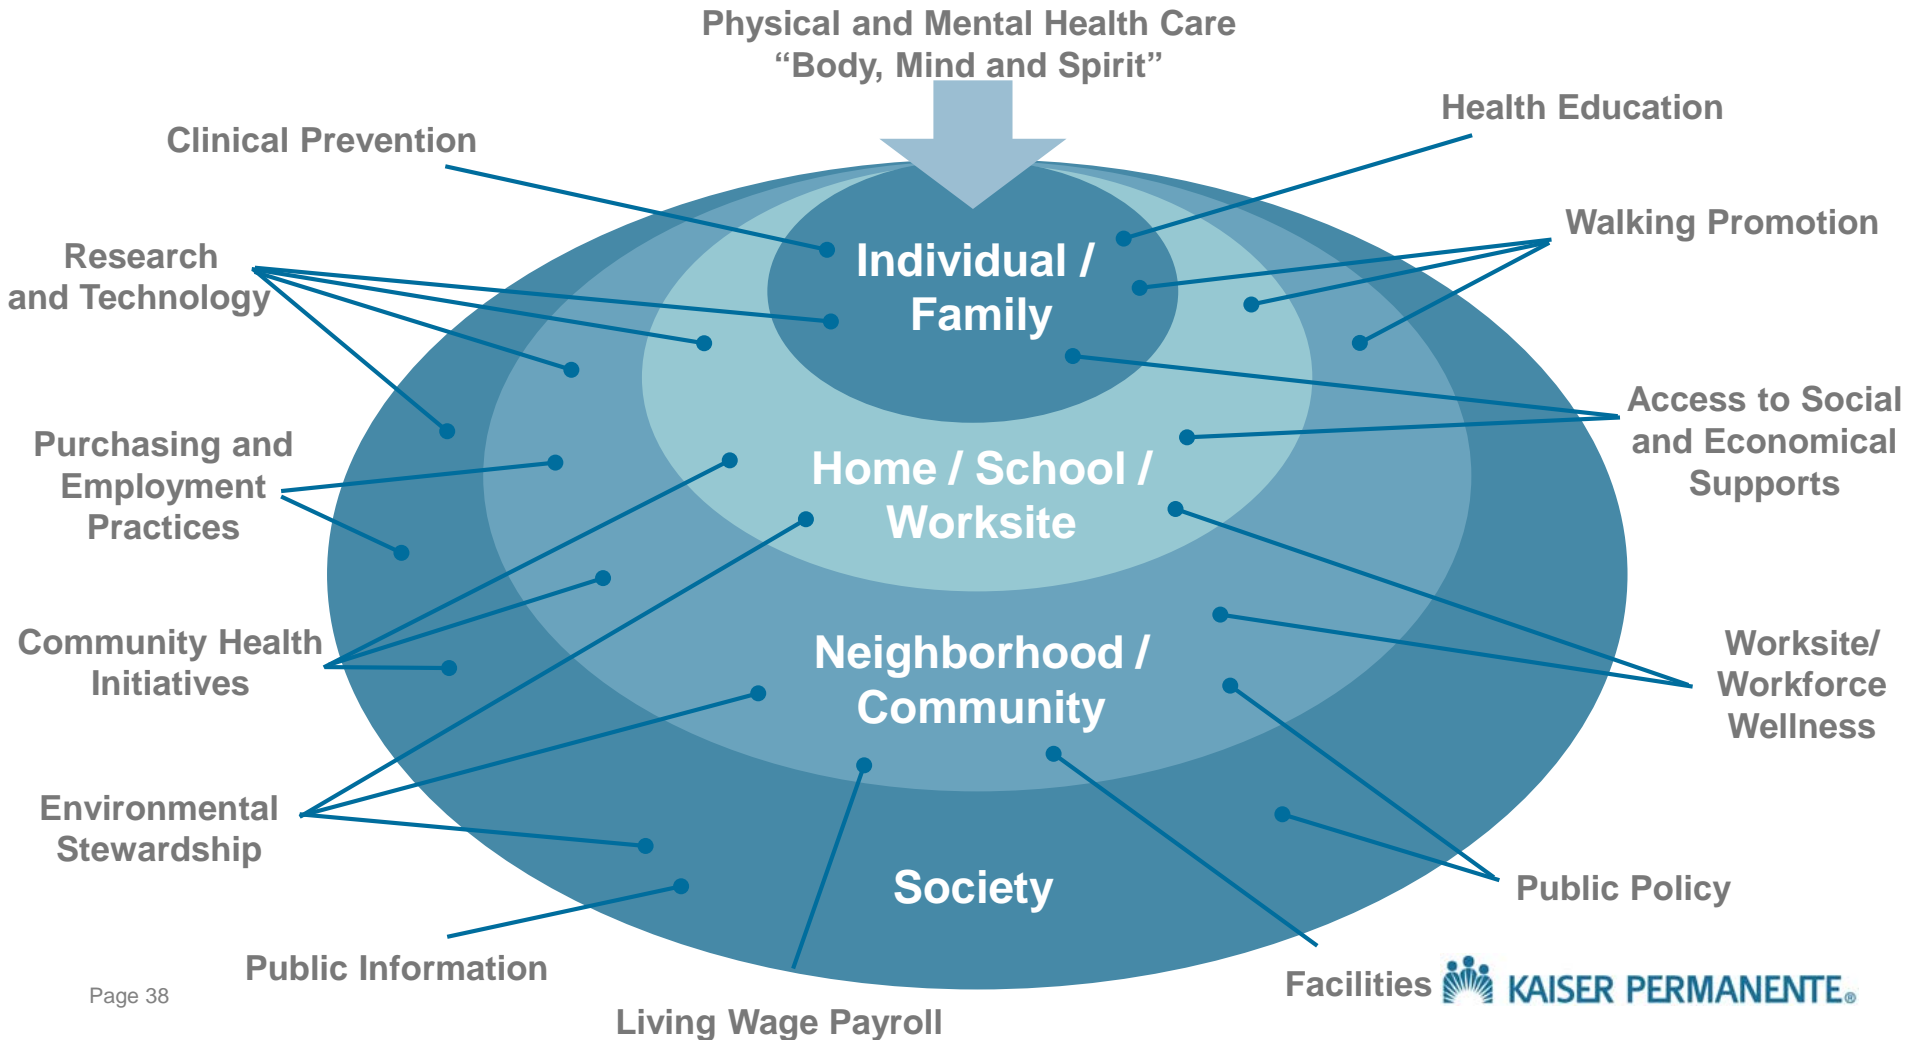 Physical and Mental Health Care
“Body, Mind and Spirit”
Clinical Prevention
Health Education
Research
and Technology
Walking Promotion
Individual /
Family
Purchasing and
Employment
Practices
Access to Social
and Economical
Supports
Home / School /
Worksite
Community Health
Initiatives
Neighborhood /
Community
Worksite/
Workforce
Wellness
Environmental
Stewardship
Society
Public Policy
Public Information
Facilities
KAISER PERMANENTE®
Page 38
Living Wage Payroll